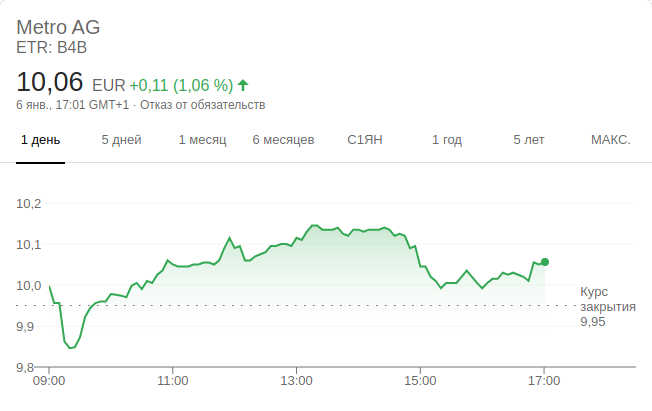 Metro AG
ETR: B4B
10,06 EUR +0,11 (1,06 %)
6 янв., 17:01 GMT+1 · Отказ от обязательств
1 день 5 дней 1 месяц 6 месяцев С1ЯН 1 год 5 лет МАКС.
10,2
10,1
10,0
9,9
9,8
Курс
закрытия
9,95
09:00 11:00 13:00 15:00 17:00